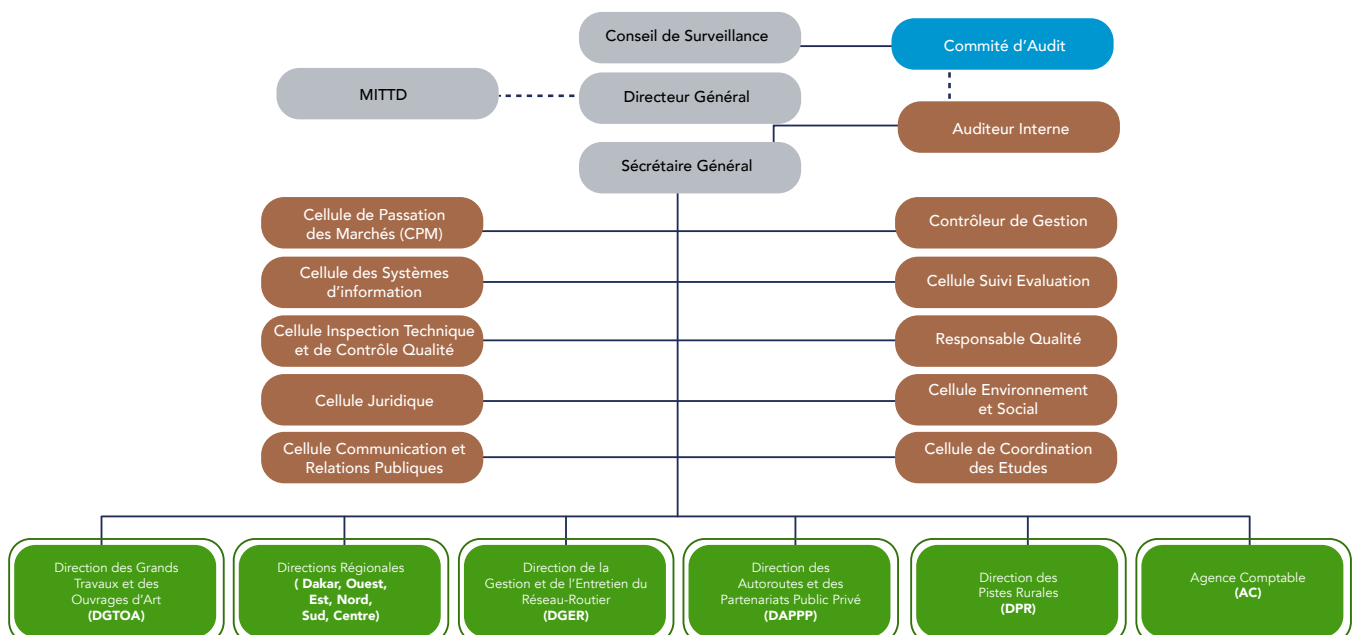 Conseil de Surveillance
Commité d'Audit
MITTD
Directeur Général
Auditeur Interne
Sécrétaire Général
Cellule de Passation
des Marchés (CPM)
Contrôleur de Gestion
Cellule des Systèmes
d'information
Cellule Suivi Evaluation
Cellule Inspection Technique
et de Contrôle Qualité
Responsable Qualité
Cellule Juridique
Cellule Environnement
et Social
Cellule Communication et
Relations Publiques
Cellule de Coordination
des Etudes
Direction des Grands
Travaux et des
Ouvrages d'Art
(DGTOA)
Directions Régionales
( Dakar, Ouest,
Est, Nord,
Sud, Centre)
Direction de la
Gestion et de l'Entretien du
Réseau-Routier
(DGER)
Direction des
Autoroutes et des
Partenariats Public Privé
(DAPPP)
Direction des
Pistes Rurales
(DPR)
Agence Comptable
(AC)